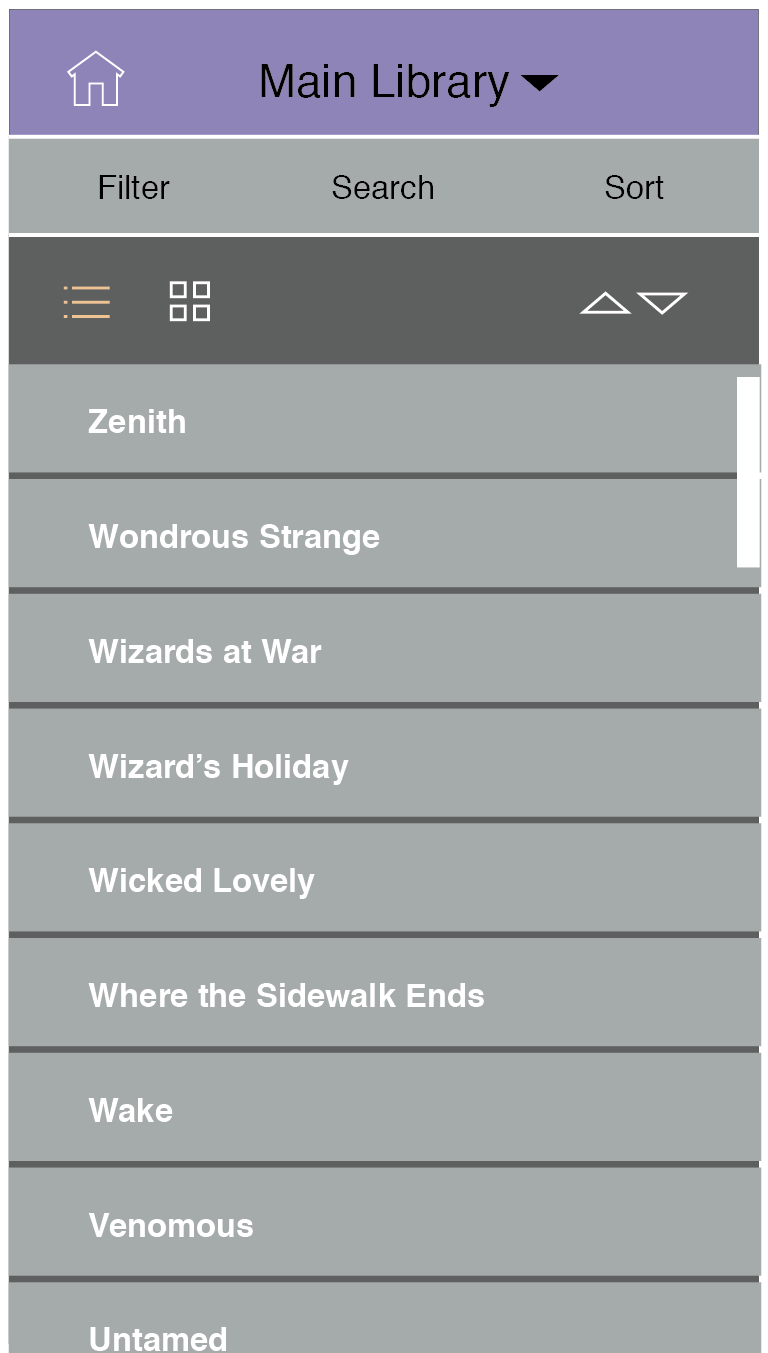 Main Library
Filter Search Sort
Zenith
Wondrous Strange
Wizards at War
Wizard’s Holiday
Wicked Lovely
Where the Sidewalk Ends
Wake
Venomous
Untamed